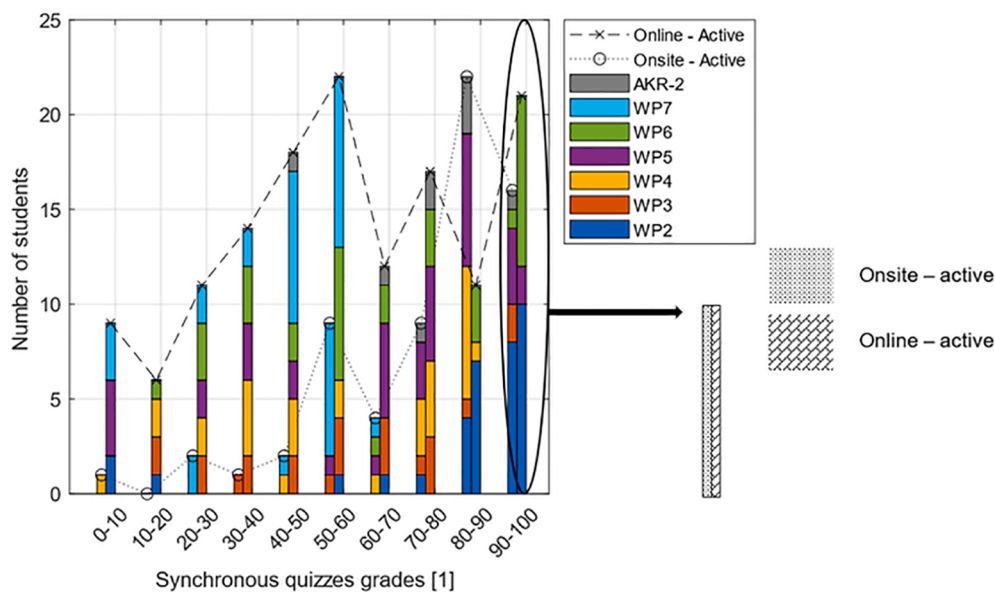 25
20
15
10
5
0
Number of students
0-10
10-20
20-30
30-40
40-50
50-60
60-70
70-80
80-90
90-100
Synchronous quizzes grades [1]
Online - Active
Onsite - Active
AKR-2
WP7
WP6
WP5
WP4
WP3
WP2
Onsite – active
Online – active